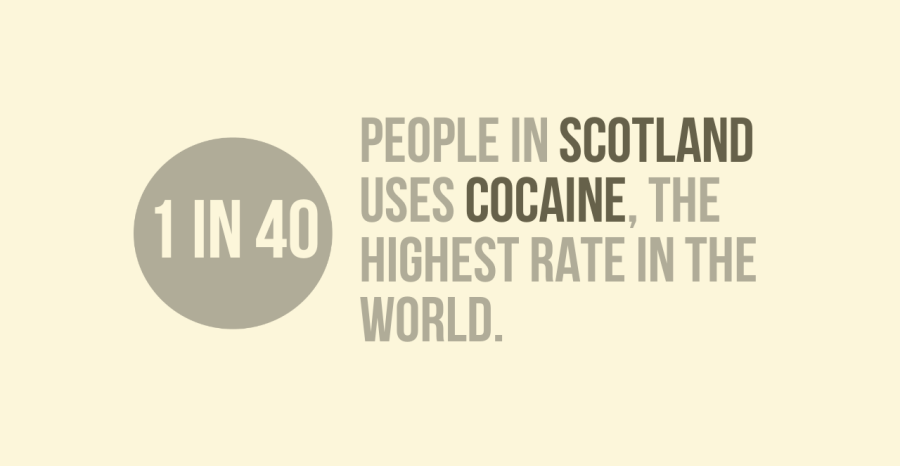 1 IN 40
PEOPLE IN SCOTLAND
USES COCAINE, THE
HIGHEST RATE IN THE
WORLD.